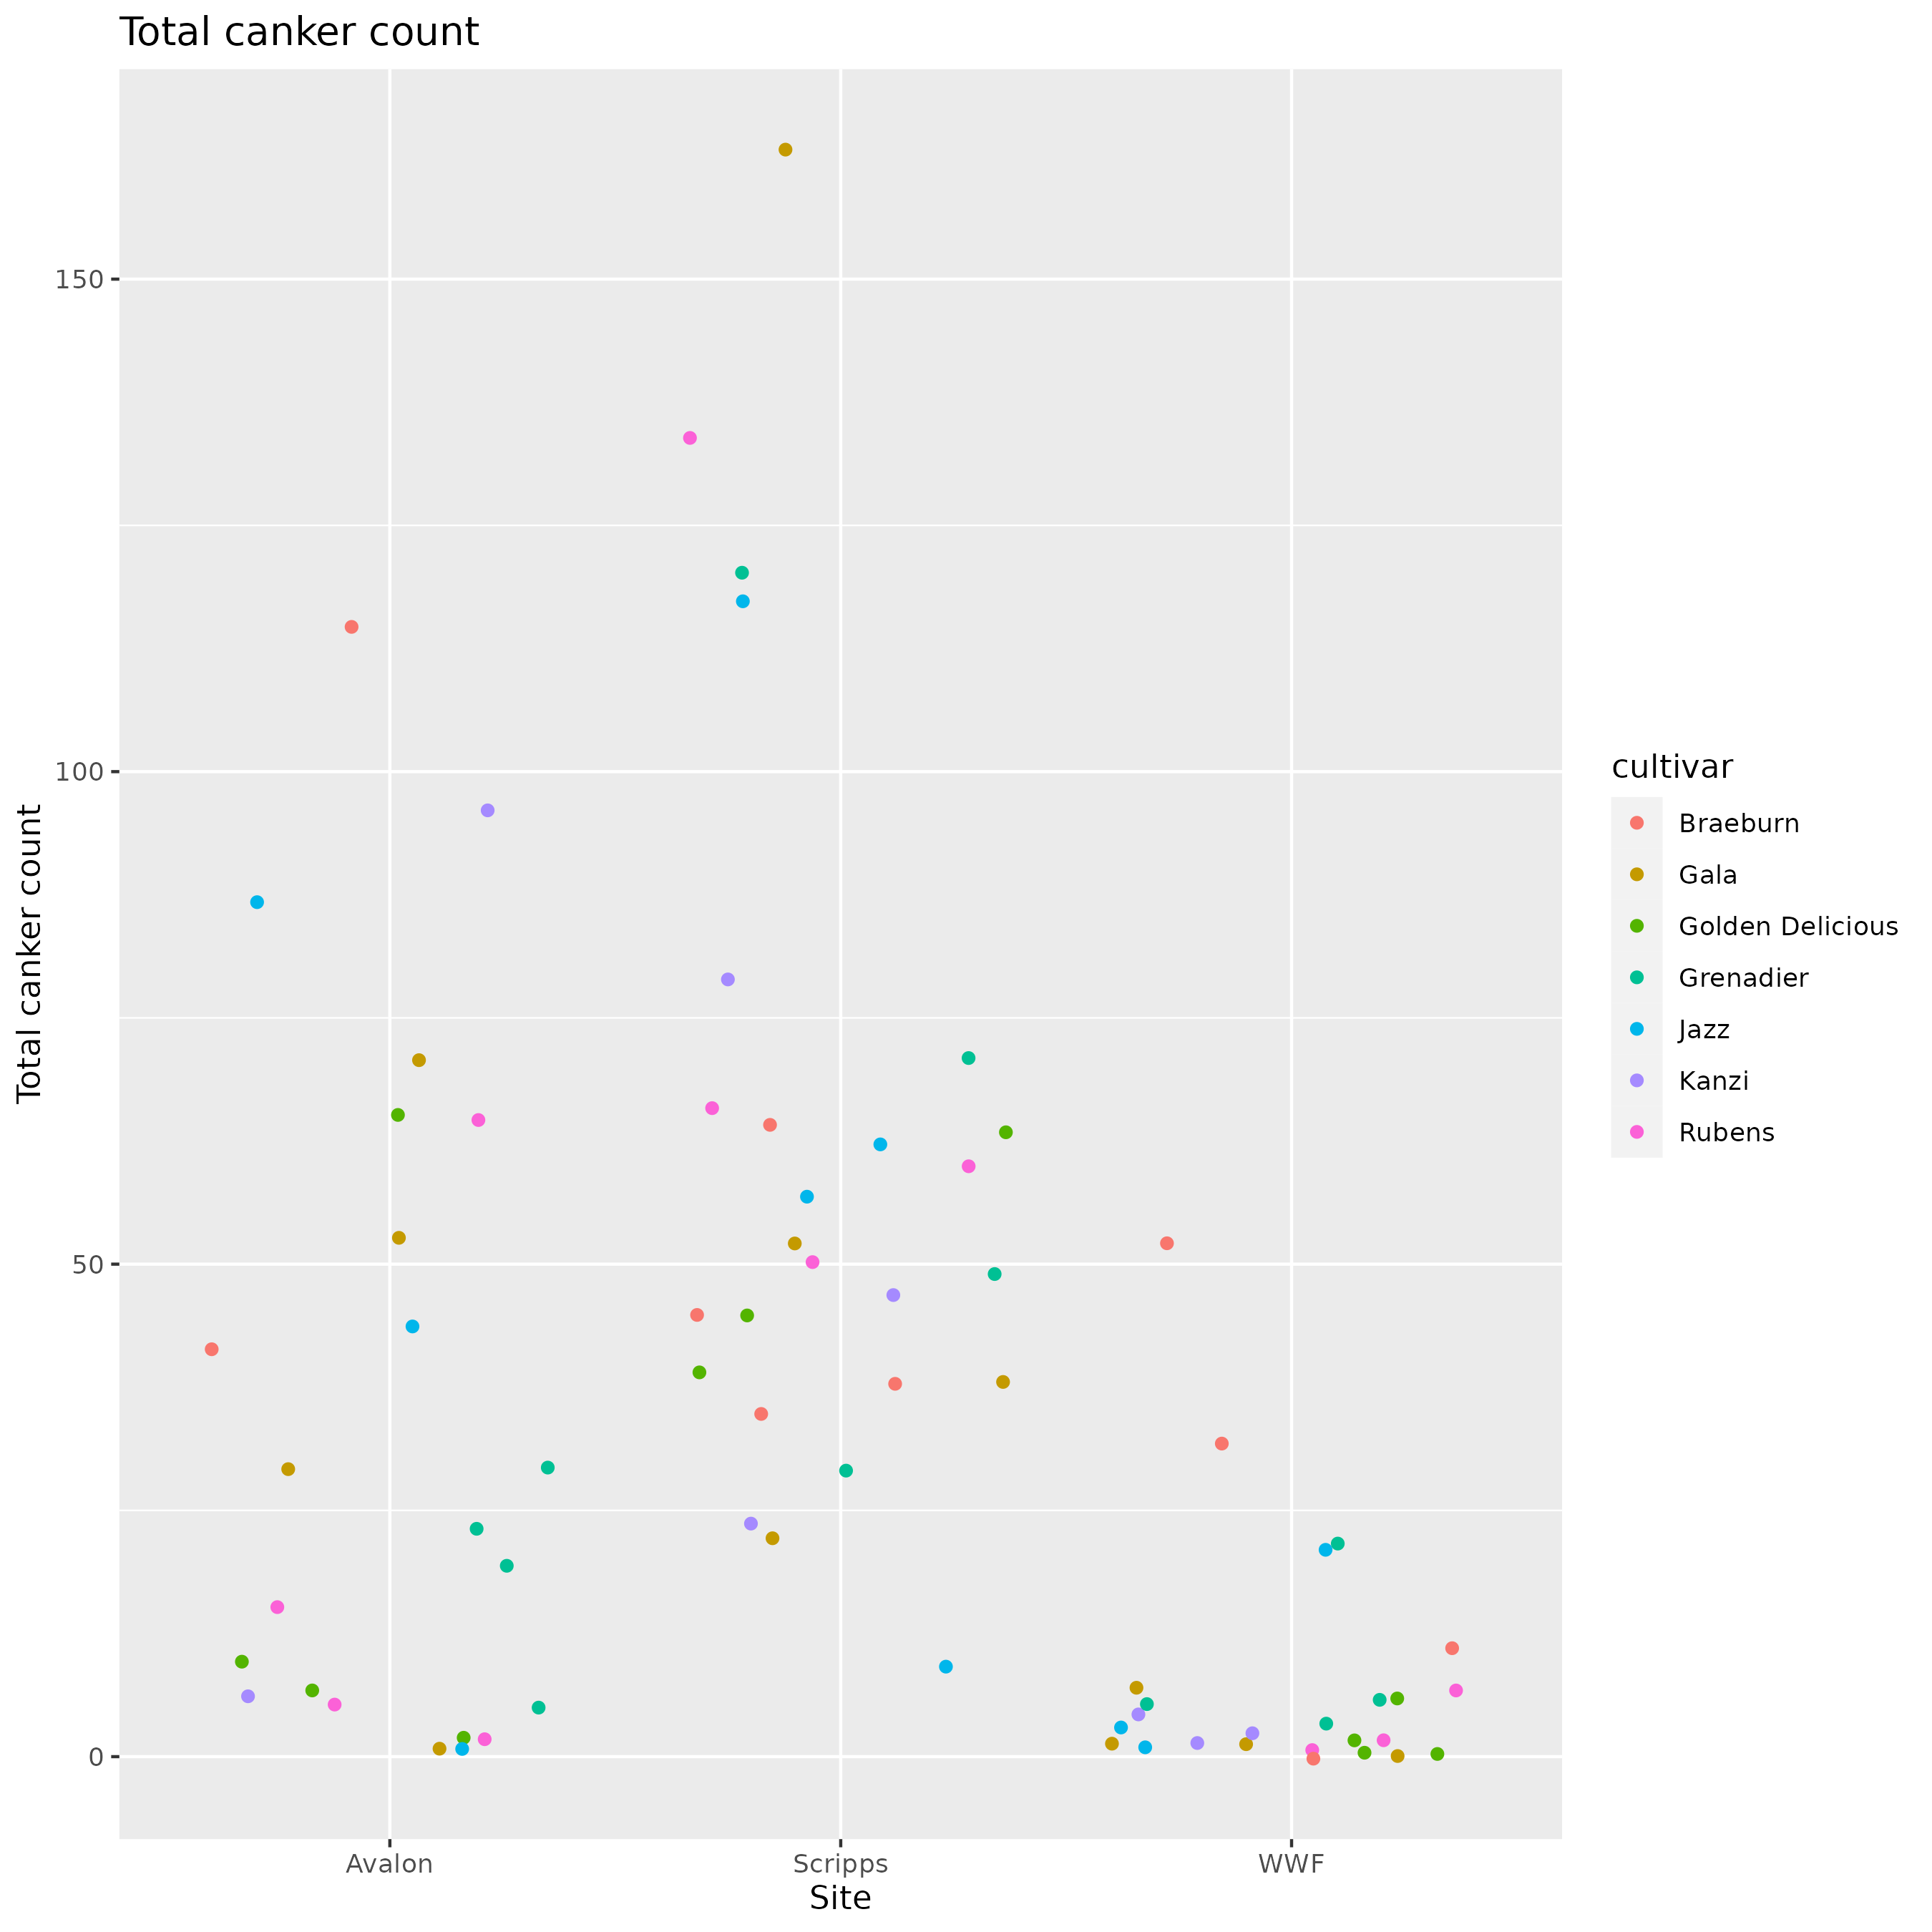 Total canker count
150
100
50
0
Total canker count
Avalon
Scripps
WWF
Site
cultivar
Braeburn
Gala
Golden Delicious
Grenadier
Jazz
Kanzi
Rubens